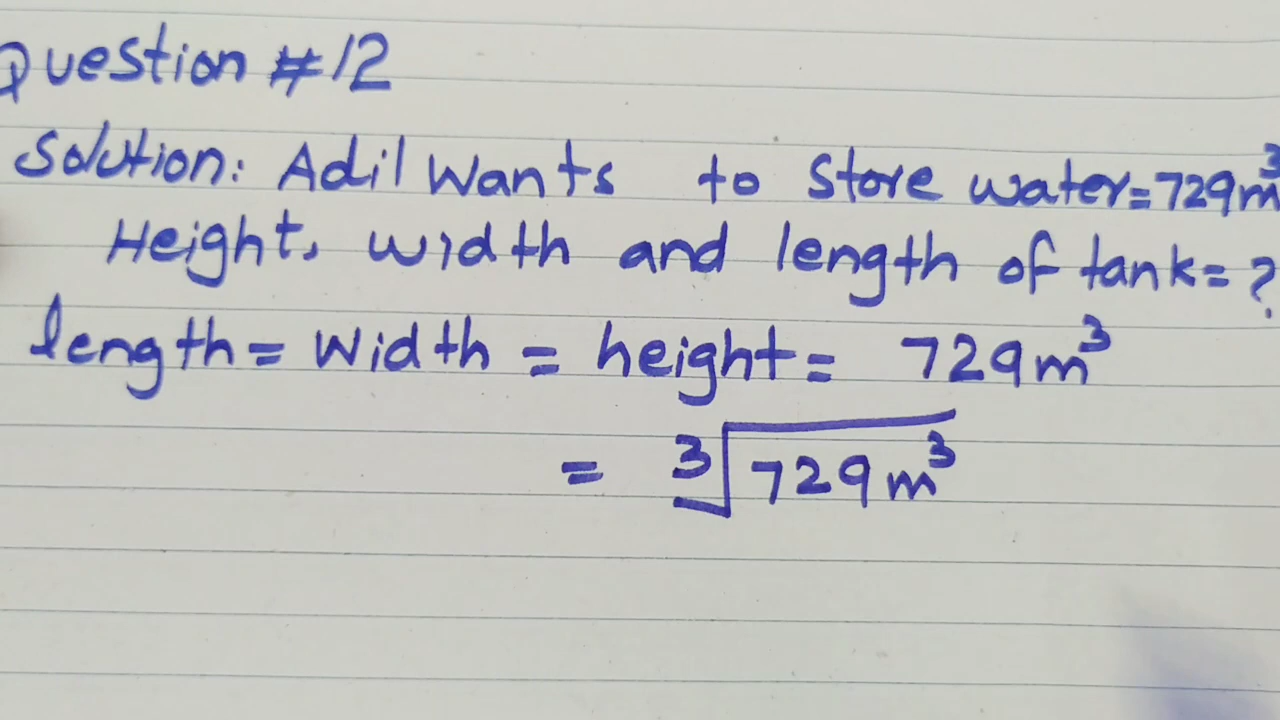 Question #12
Solution: Adil wants to store water=729m³
Height, width and length of tank=?
length= width = height= 729m³
= ∛729m³